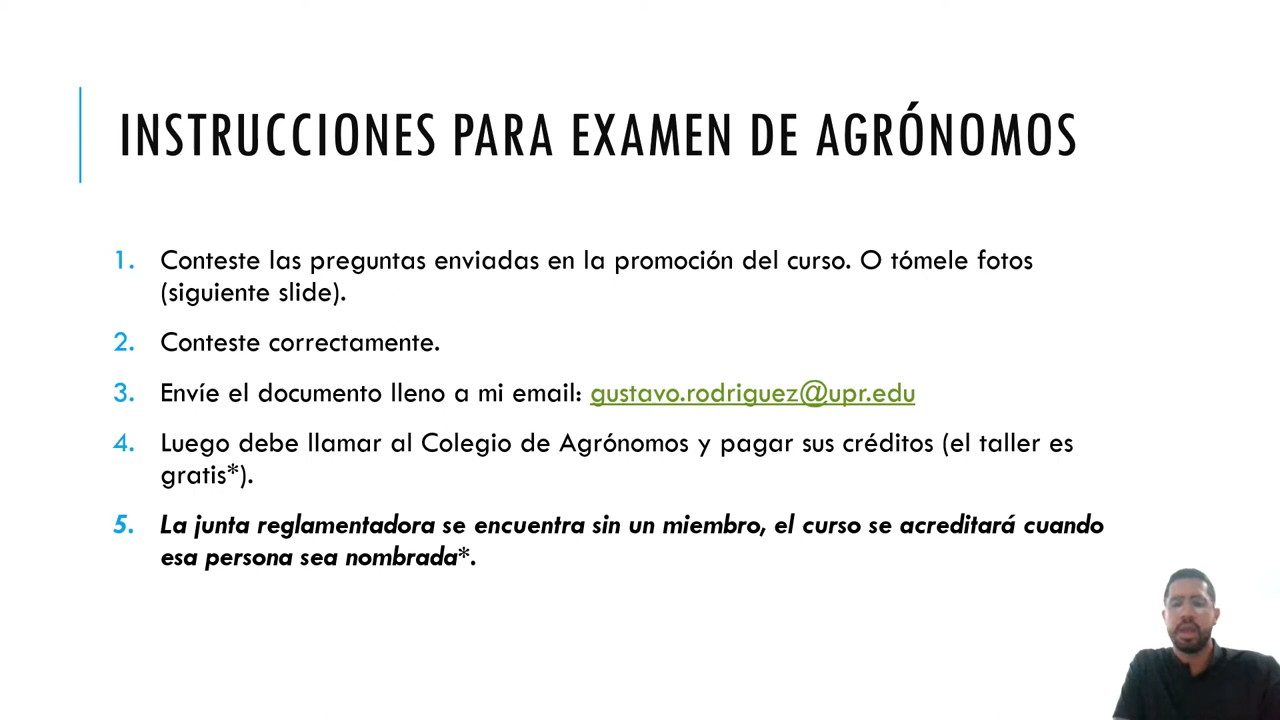 INSTRUCCIONES PARA EXAMEN DE AGRÓNOMOS
1. Conteste las preguntas enviadas en la promoción del curso. O tómele fotos
(siguiente slide).
2. Conteste correctamente.
3. Envíe el documento lleno a mi email: gustavo.rodriguez@upr.edu
4. Luego debe llamar al Colegio de Agrónomos y pagar sus créditos (el taller es
gratis*).
5. La junta reglamentadora se encuentra sin un miembro, el curso se acreditará cuando
esa persona sea nombrada*.